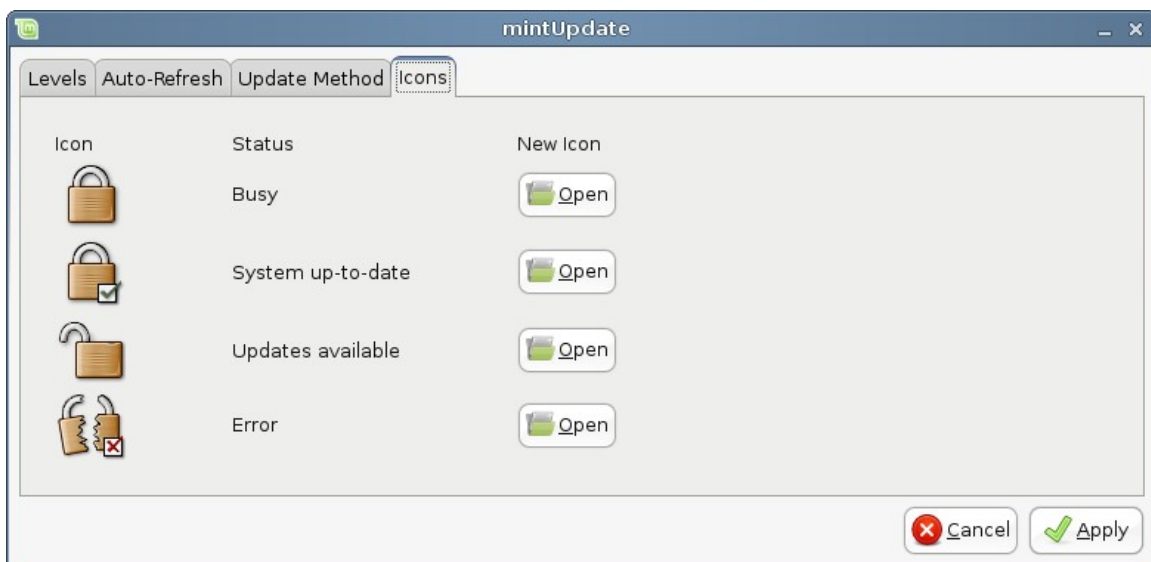 mintUpdate
Levels Auto-Refresh Update Method Icons
Icon Status New Icon
Busy Open
System up-to-date Open
Updates available Open
Error Open
Cancel Apply